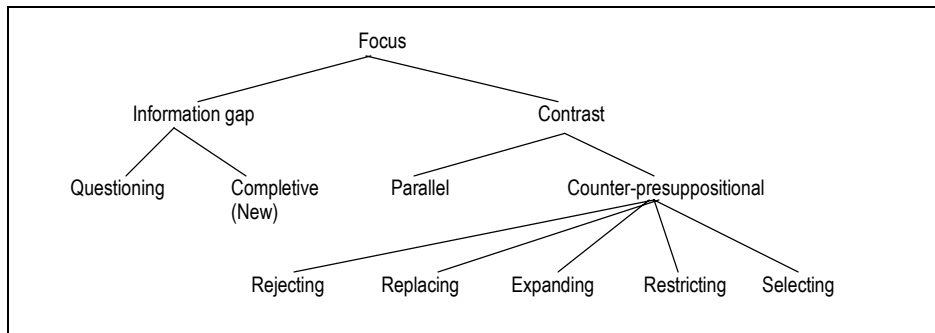 Focus
Information gap Contrast
Questioning Completive Parallel Counter-presuppositional
(New)
Rejecting Replacing Expanding Restricting Selecting